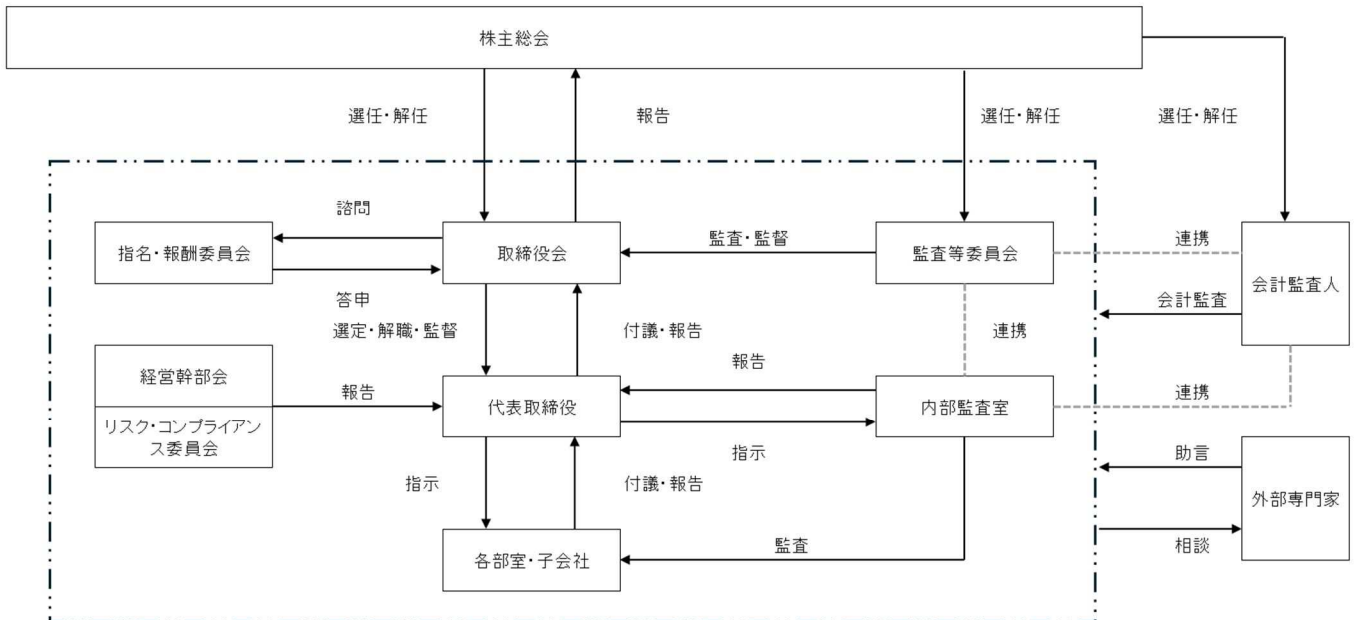 株主総会
選任・解任
報告
選任・解任
選任・解任
諮問
指名・報酬委員会
取締役会
監査・監督
監査等委員会
連携
会計監査人
答申
会計監査
選定・解職・監督
付議・報告
連携
経営幹部会
報告
報告
代表取締役
内部監査室
連携
リスク・コンプライアン
ス委員会
指示
助言
指示
付議・報告
外部専門家
各部室・子会社
監査
相談